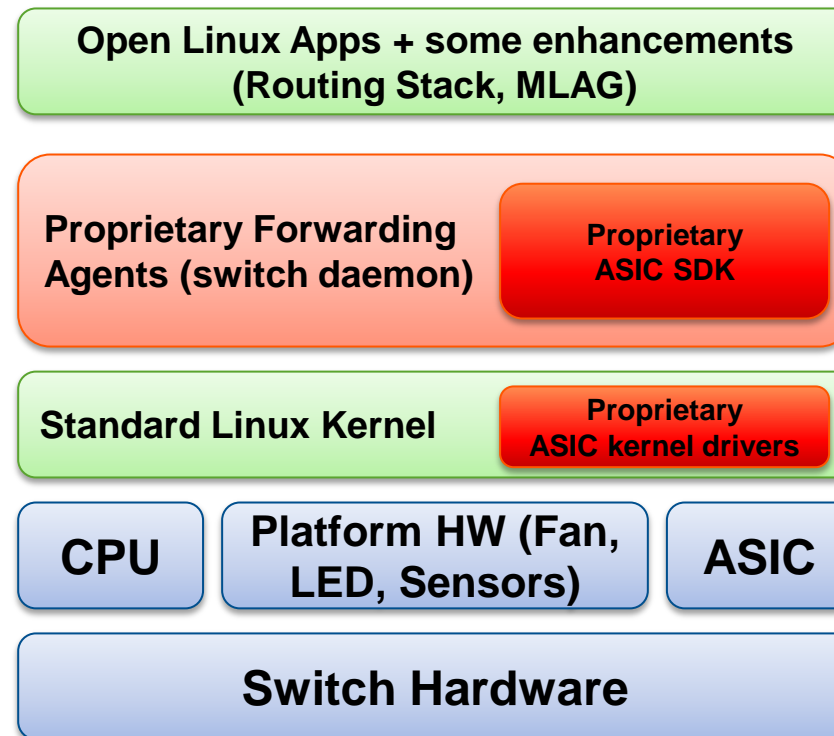 Open Linux Apps + some enhancements
(Routing Stack, MLAG)
Proprietary Forwarding
Agents (switch daemon)
Proprietary
ASIC SDK
Standard Linux Kernel
Proprietary
ASIC kernel drivers
CPU
Platform HW (Fan,
LED, Sensors)
ASIC
Switch Hardware